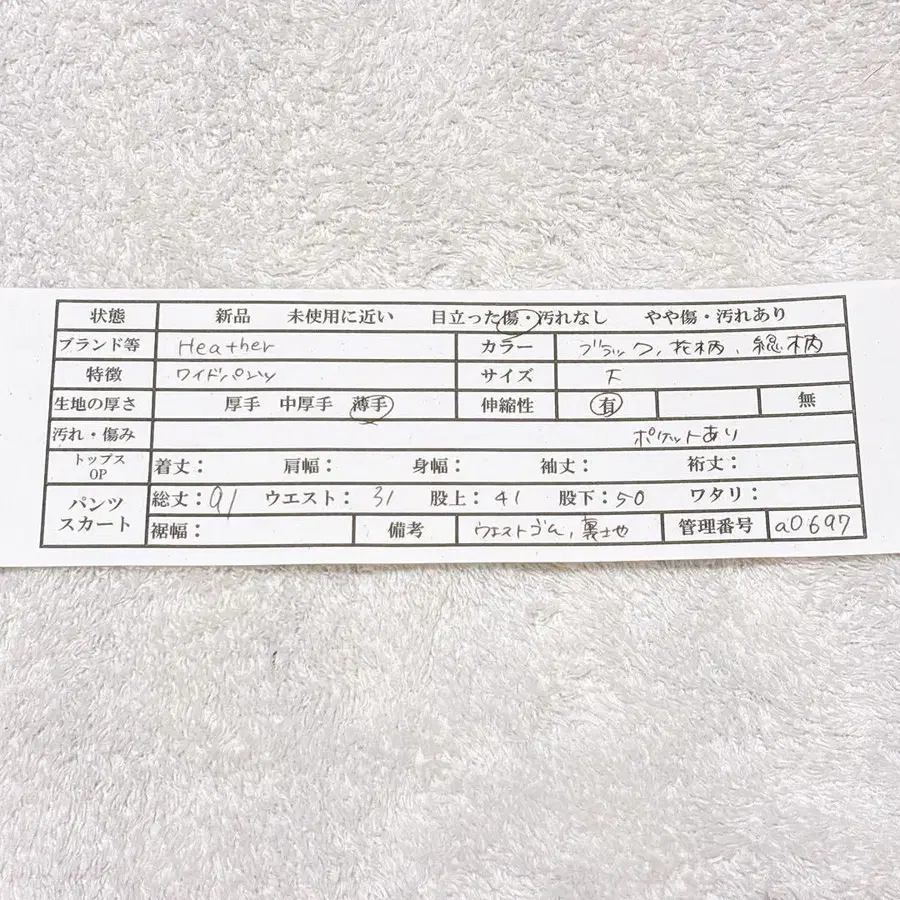 状態 新品 未使用に近い 目立った傷・汚れなし やや傷・汚れあり
ブランド等 Heather カラー ブラック, 花柄, 総柄
特徴 ワイドパンツ サイズ
生地の厚さ 厚手 中厚手 薄手 伸縮性 有 無
汚れ・傷み ポケットあり
トップス OP 着丈: 肩幅: 身幅: 袖丈: 裄丈:
パンツ スカート 総丈: 91 ウエスト: 31 股上: 41 股下: 50 ワタリ:
裾幅: 備考 ウエストゴム, 裏土也 管理番号 a0697